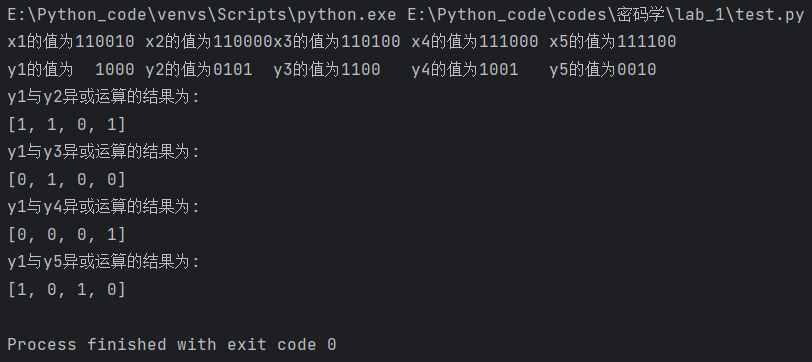 E:\Python_code\venvs\Scripts\python.exe E:\Python_code\codes\密码学\lab_1\test.py
x1的值为110010 x2的值为110000x3的值为110100 x4的值为111000 x5的值为111100
y1的值为  1000 y2的值为0101  y3的值为1100   y4的值为1001   y5的值为0010
y1与y2异或运算的结果为:
[1, 1, 0, 1]
y1与y3异或运算的结果为:
[0, 1, 0, 0]
y1与y4异或运算的结果为:
[0, 0, 0, 1]
y1与y5异或运算的结果为:
[1, 0, 1, 0]
Process finished with exit code 0